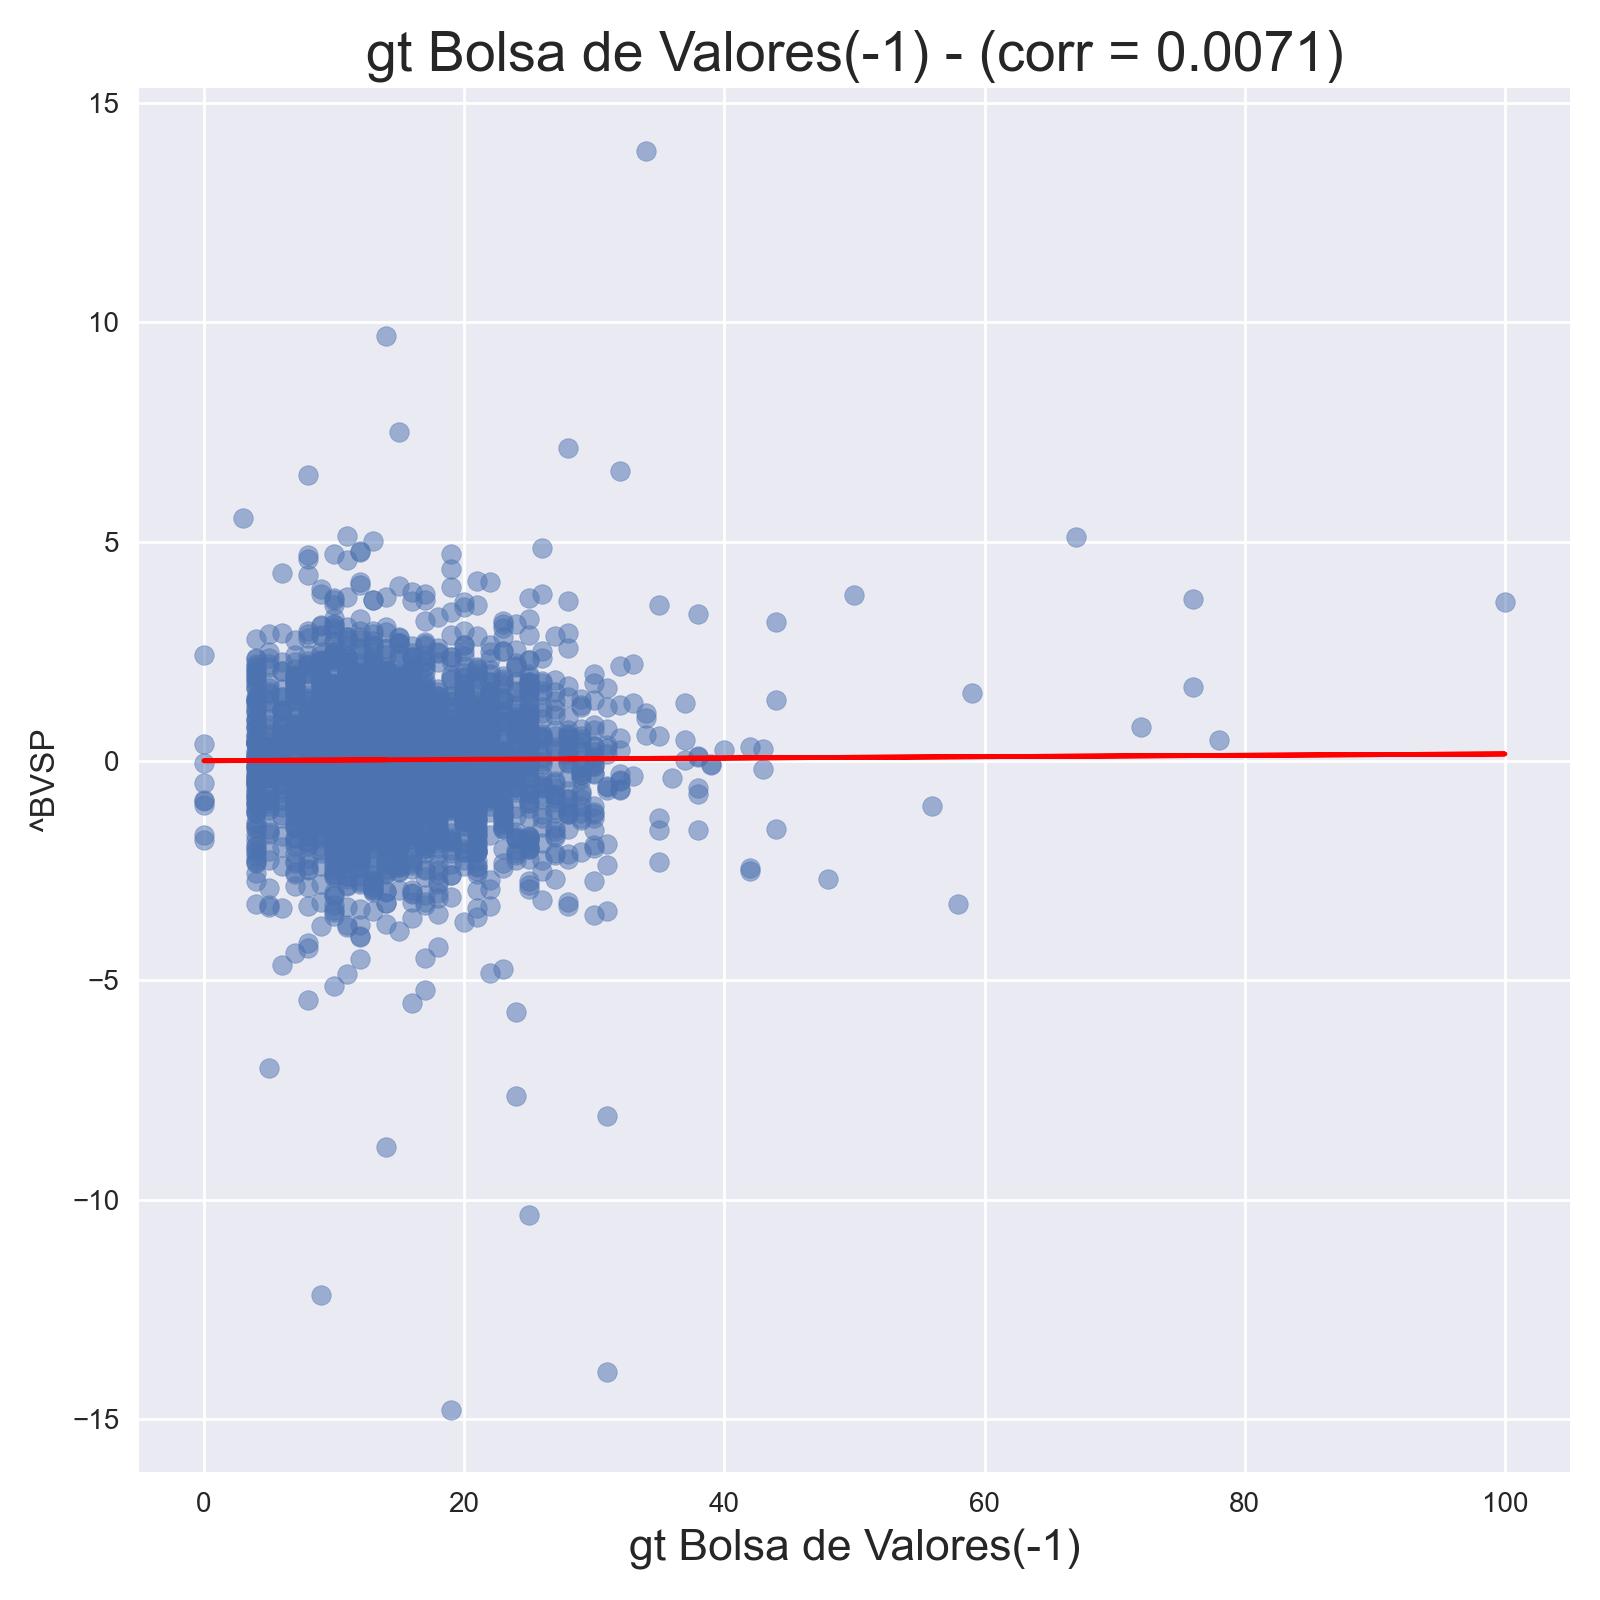 gt Bolsa de Valores(-1) - (corr = 0.0071)
15
10
5
0
−5
−10
−15
^BVSP
0 20 40 60 80 100
gt Bolsa de Valores(-1)